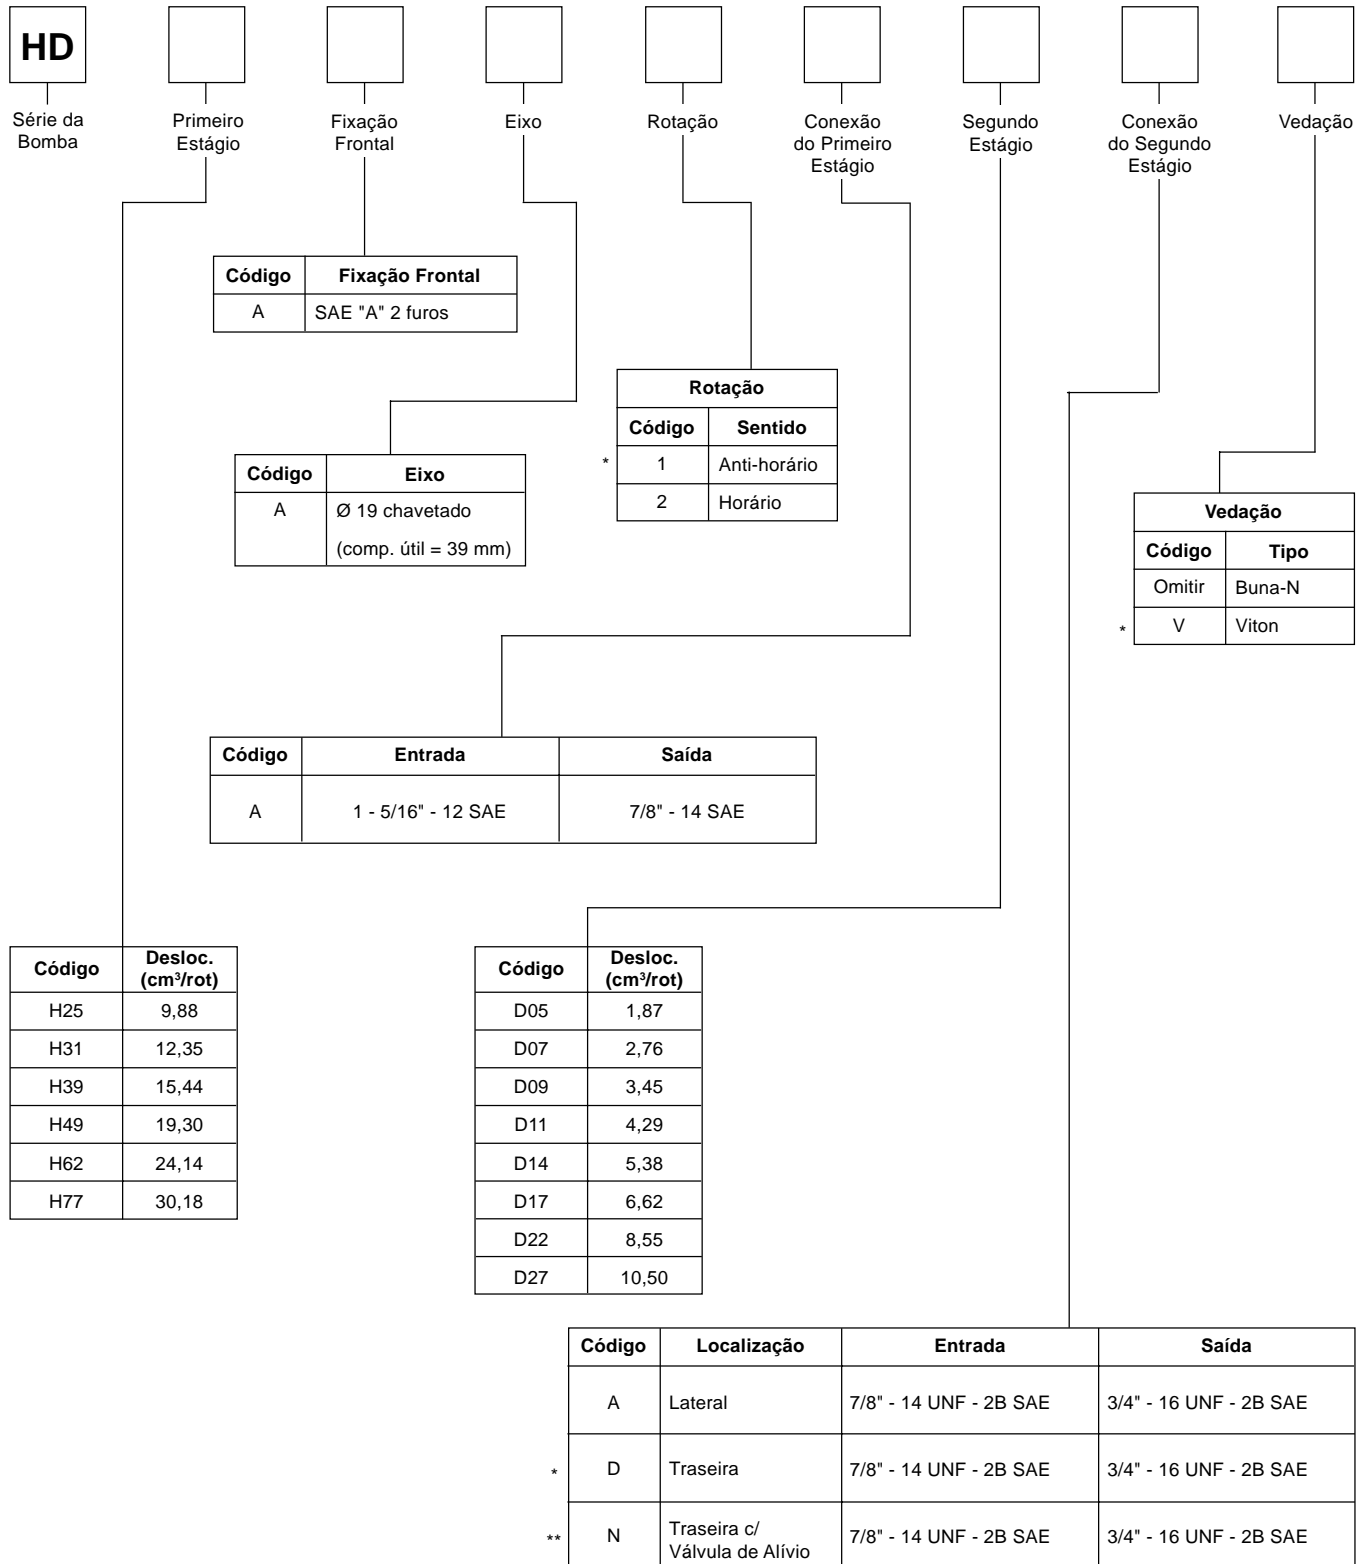 HD
Série da
Bomba
Primeiro
Estágio
Fixação
Frontal
Eixo
Rotação
Conexão
do Primeiro
Estágio
Segundo
Estágio
Conexão
do Segundo
Estágio
Vedação
Código Fixação Frontal
A SAE "A" 2 furos
Rotação
Código Sentido
* 1 Anti-horário
2 Horário
Código Eixo
A Ø 19 chavetado
(comp. útil = 39 mm)
Vedação
Código Tipo
Omitir Buna-N
* V Viton
Código Entrada Saída
A 1 - 5/16" - 12 SAE 7/8" - 14 SAE
Código Desloc.
(cm³/rot)
H25 9,88
H31 12,35
H39 15,44
H49 19,30
H62 24,14
H77 30,18
Código Desloc.
(cm³/rot)
D05 1,87
D07 2,76
D09 3,45
D11 4,29
D14 5,38
D17 6,62
D22 8,55
D27 10,50
Código Localização Entrada Saída
A Lateral 7/8" - 14 UNF - 2B SAE 3/4" - 16 UNF - 2B SAE
* D Traseira 7/8" - 14 UNF - 2B SAE 3/4" - 16 UNF - 2B SAE
** N Traseira c/
Válvula de Alívio 7/8" - 14 UNF - 2B SAE 3/4" - 16 UNF - 2B SAE